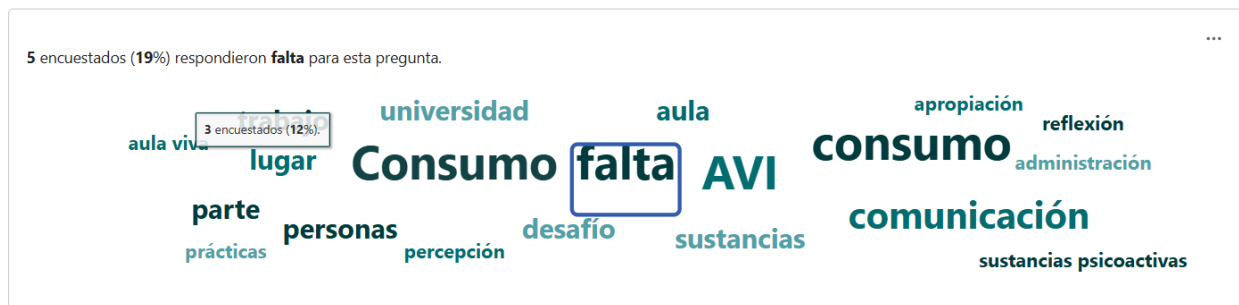 ...
5 encuestados (19%) respondieron falta para esta pregunta.
universidad aula apropiación
trabajo
3 encuestados (12%).
reflexión
aula viva
lugar Consumo falta AVI consumo administración
parte
personas desafío sustancias comunicación
prácticas percepción
sustancias psicoactivas